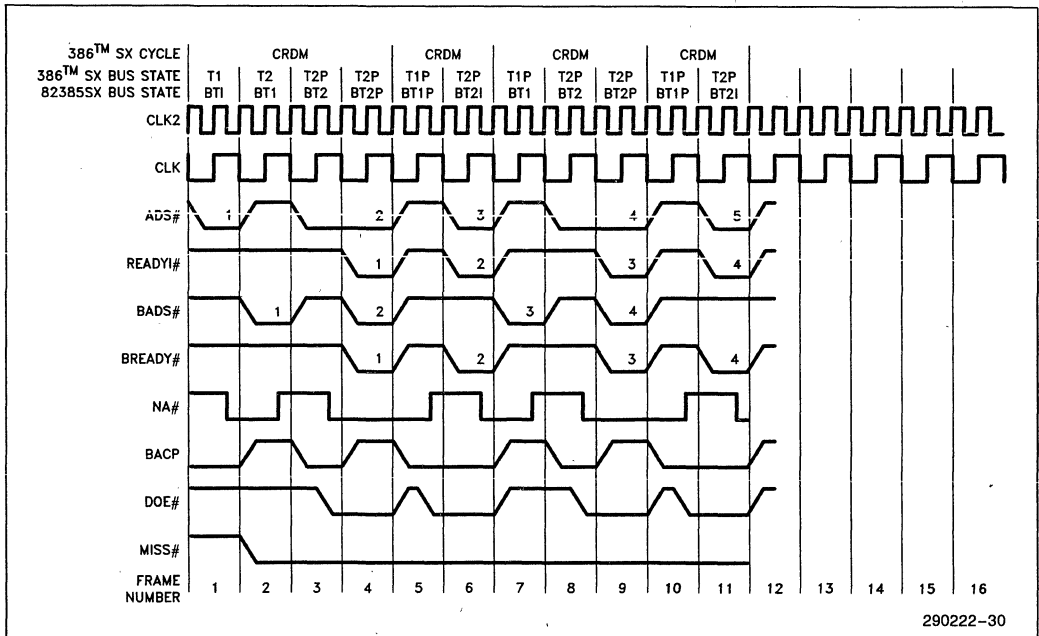 386™ SX CYCLE CRDM CRDM CRDM CRDM
386™ SX BUS STATE T1 T2 T2P T2P T1P T2P T1P T2P T2P T1P T2P
82385SX BUS STATE BTI BT1 BT2 BT2P BT1P BT2I BT1 BT2 BT2P BT1P BT2I
CLK2
CLK
ADS# 1 2 3 4 5
READYI# 1 2 3 4
BADS# 1 2 3 4
BREADY# 1 2 3 4
NA#
BACP
DOE#
MISS#
FRAME
NUMBER 1 2 3 4 5 6 7 8 9 10 11 12 13 14 15 16
290222-30